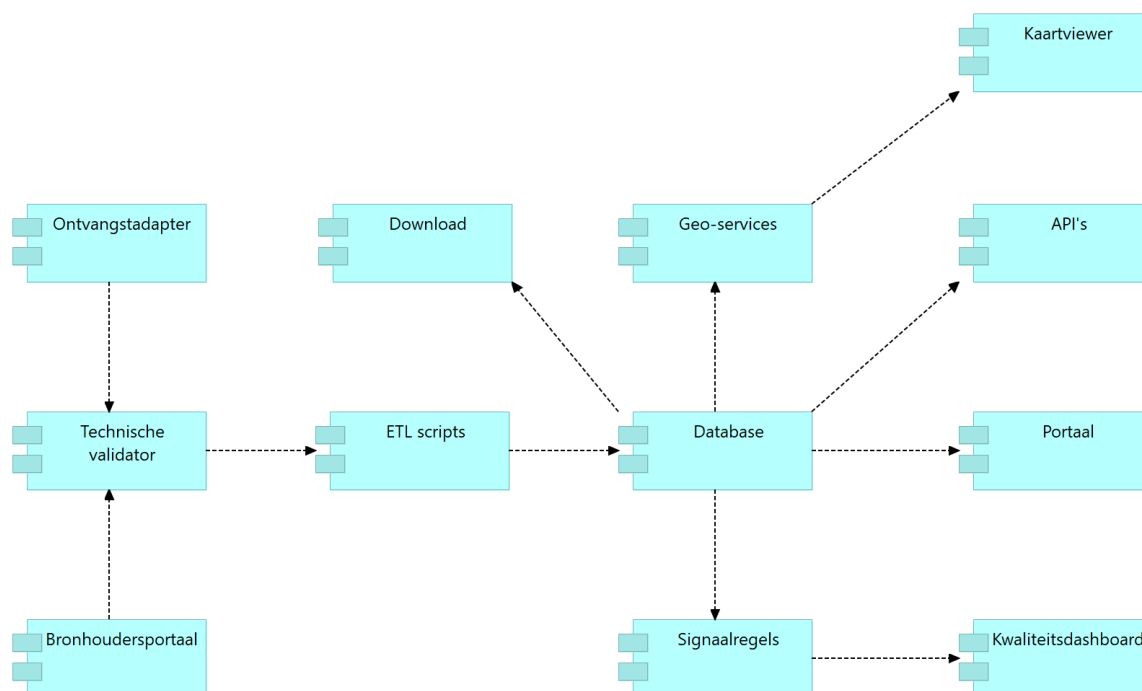 Kaartviewer
Ontvangstadapter
Download
Geo-services
API's
Technische
validator
ETL scripts
Database
Portaal
Bronhoudersportaal
Signaalregels
Kwaliteitsdashboard